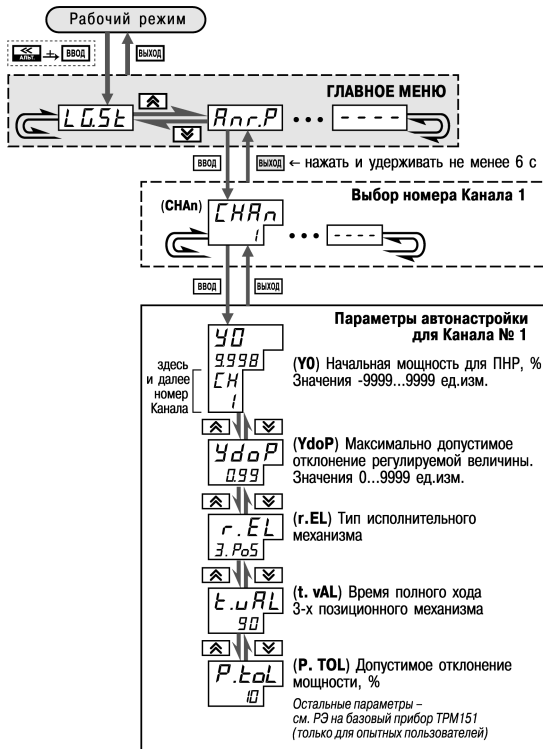 Рабочий режим
≪ АЛЬТ. + ВВОД ВЫХОД
ГЛАВНОЕ МЕНЮ
LG.St Anr.P • • • - - - -
ВВОД ВЫХОД ← нажать и удерживать не менее 6 с
Выбор номера Канала 1
(CHAn) CHAn
1 • • • - - - -
ВВОД ВЫХОД
Параметры автонастройки
для Канала № 1
Y0
9.998
CH
1
здесь
и далее
номер
Канала
(Y0) Начальная мощность для ПНР, %
Значения -9999...9999 ед.изм.
YdoP
0.99
(YdoP) Максимально допустимое
отклонение регулируемой величины.
Значения 0...9999 ед.изм.
r.EL
3.PoS
(r.EL) Тип исполнительного
механизма
t.vAL
90
(t. vAL) Время полного хода
3-х позиционного механизма
P.toL
10
(P. TOL) Допустимое отклонение
мощности, %
Остальные параметры –
см. РЭ на базовый прибор ТРМ151
(только для опытных пользователей)